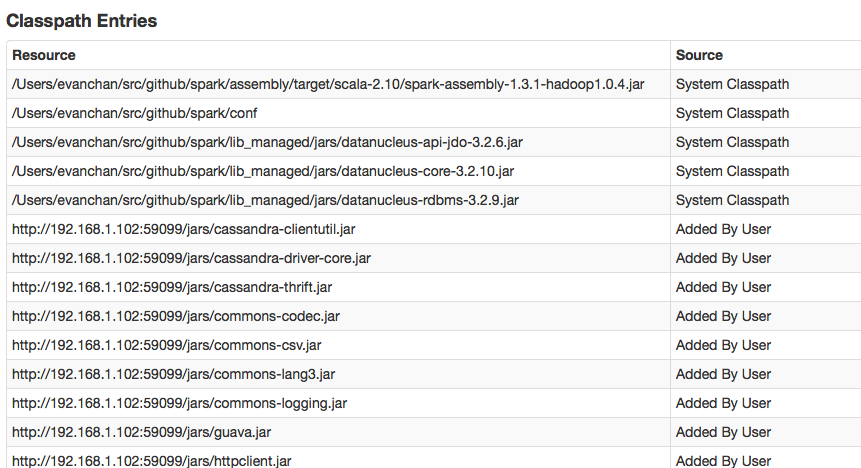 Classpath Entries
Resource Source
/Users/evanchan/src/github/spark/assembly/target/scala-2.10/spark-assembly-1.3.1-hadoop1.0.4.jar System Classpath
/Users/evanchan/src/github/spark/conf System Classpath
/Users/evanchan/src/github/spark/lib_managed/jars/datanucleus-api-jdo-3.2.6.jar System Classpath
/Users/evanchan/src/github/spark/lib_managed/jars/datanucleus-core-3.2.10.jar System Classpath
/Users/evanchan/src/github/spark/lib_managed/jars/datanucleus-rdbms-3.2.9.jar System Classpath
http://192.168.1.102:59099/jars/cassandra-clientutil.jar Added By User
http://192.168.1.102:59099/jars/cassandra-driver-core.jar Added By User
http://192.168.1.102:59099/jars/cassandra-thrift.jar Added By User
http://192.168.1.102:59099/jars/commons-codec.jar Added By User
http://192.168.1.102:59099/jars/commons-csv.jar Added By User
http://192.168.1.102:59099/jars/commons-lang3.jar Added By User
http://192.168.1.102:59099/jars/commons-logging.jar Added By User
http://192.168.1.102:59099/jars/guava.jar Added By User
http://192.168.1.102:59099/jars/httpclient.jar Added By User